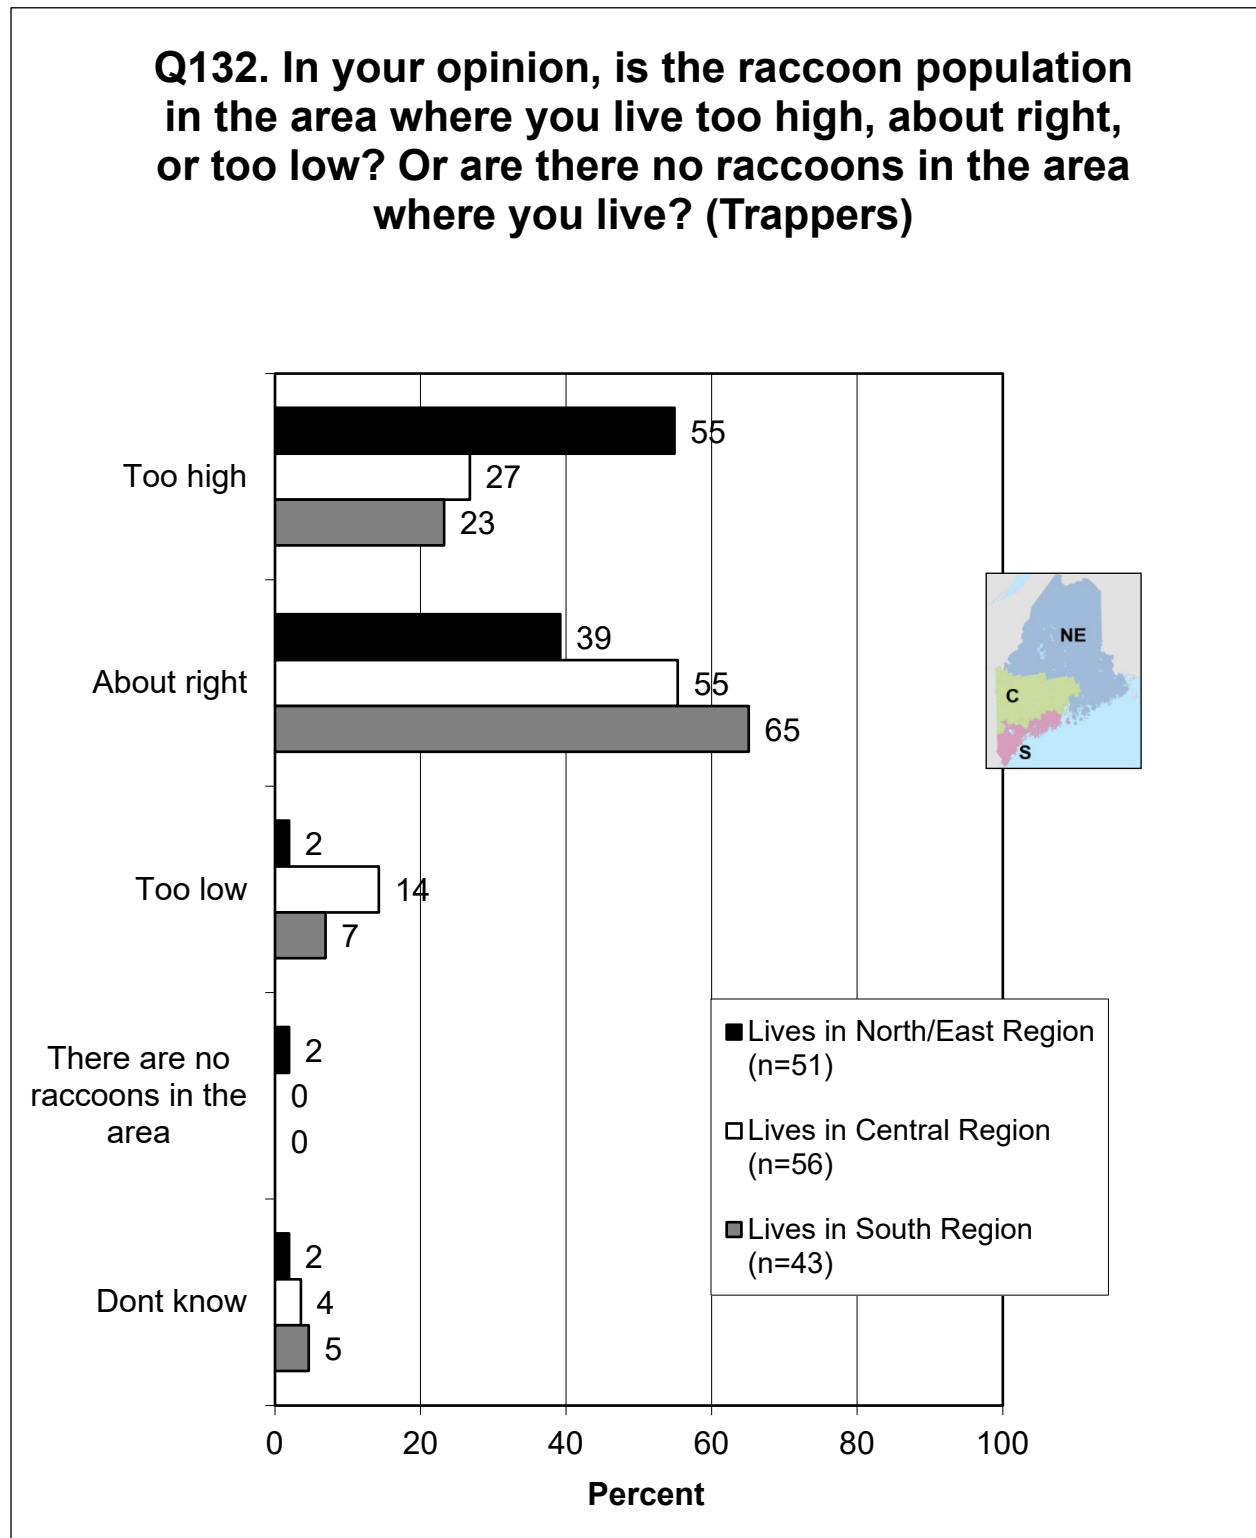 Q132. In your opinion, is the raccoon population
in the area where you live too high, about right,
or too low? Or are there no raccoons in the area
where you live? (Trappers)
Too high
55
27
23
About right
39
55
65
Too low
2
14
7
There are no
raccoons in the
area
2
0
0
Dont know
2
4
5
NE
C
S
Lives in North/East Region
(n=51)
Lives in Central Region
(n=56)
Lives in South Region
(n=43)
0 20 40 60 80 100
Percent